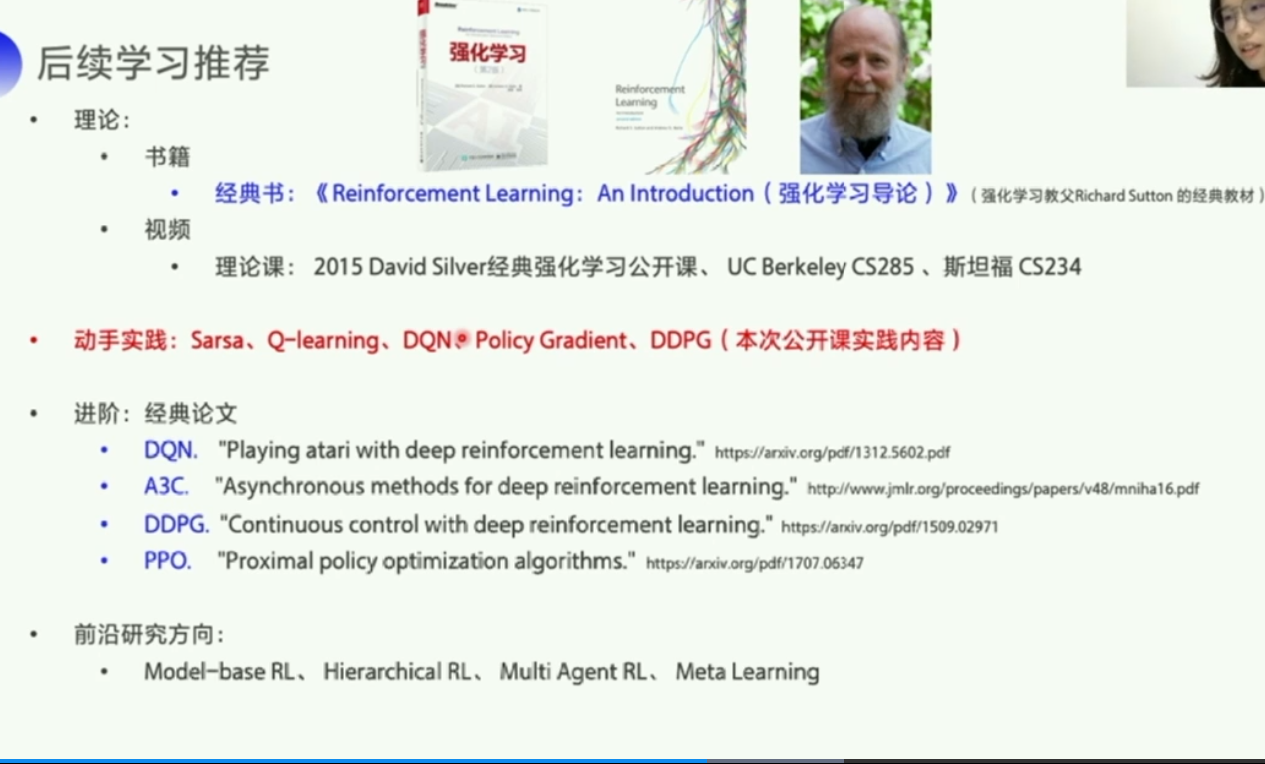 强化学习
（第2版）
Reinforcement
Learning
后续学习推荐
• 理论：
• 书籍
• 经典书：《Reinforcement Learning：An Introduction（强化学习导论）》（强化学习教父Richard Sutton 的经典教材）
• 视频
• 理论课： 2015 David Silver经典强化学习公开课、 UC Berkeley CS285 、斯坦福 CS234
• 动手实践：Sarsa、Q-learning、DQN、Policy Gradient、DDPG（本次公开课实践内容）
• 进阶：经典论文
• DQN. "Playing atari with deep reinforcement learning." https://arxiv.org/pdf/1312.5602.pdf
• A3C. "Asynchronous methods for deep reinforcement learning." http://www.jmlr.org/proceedings/papers/v48/mniha16.pdf
• DDPG. "Continuous control with deep reinforcement learning." https://arxiv.org/pdf/1509.02971
• PPO. "Proximal policy optimization algorithms." https://arxiv.org/pdf/1707.06347
• 前沿研究方向：
• Model-base RL、 Hierarchical RL、 Multi Agent RL、 Meta Learning